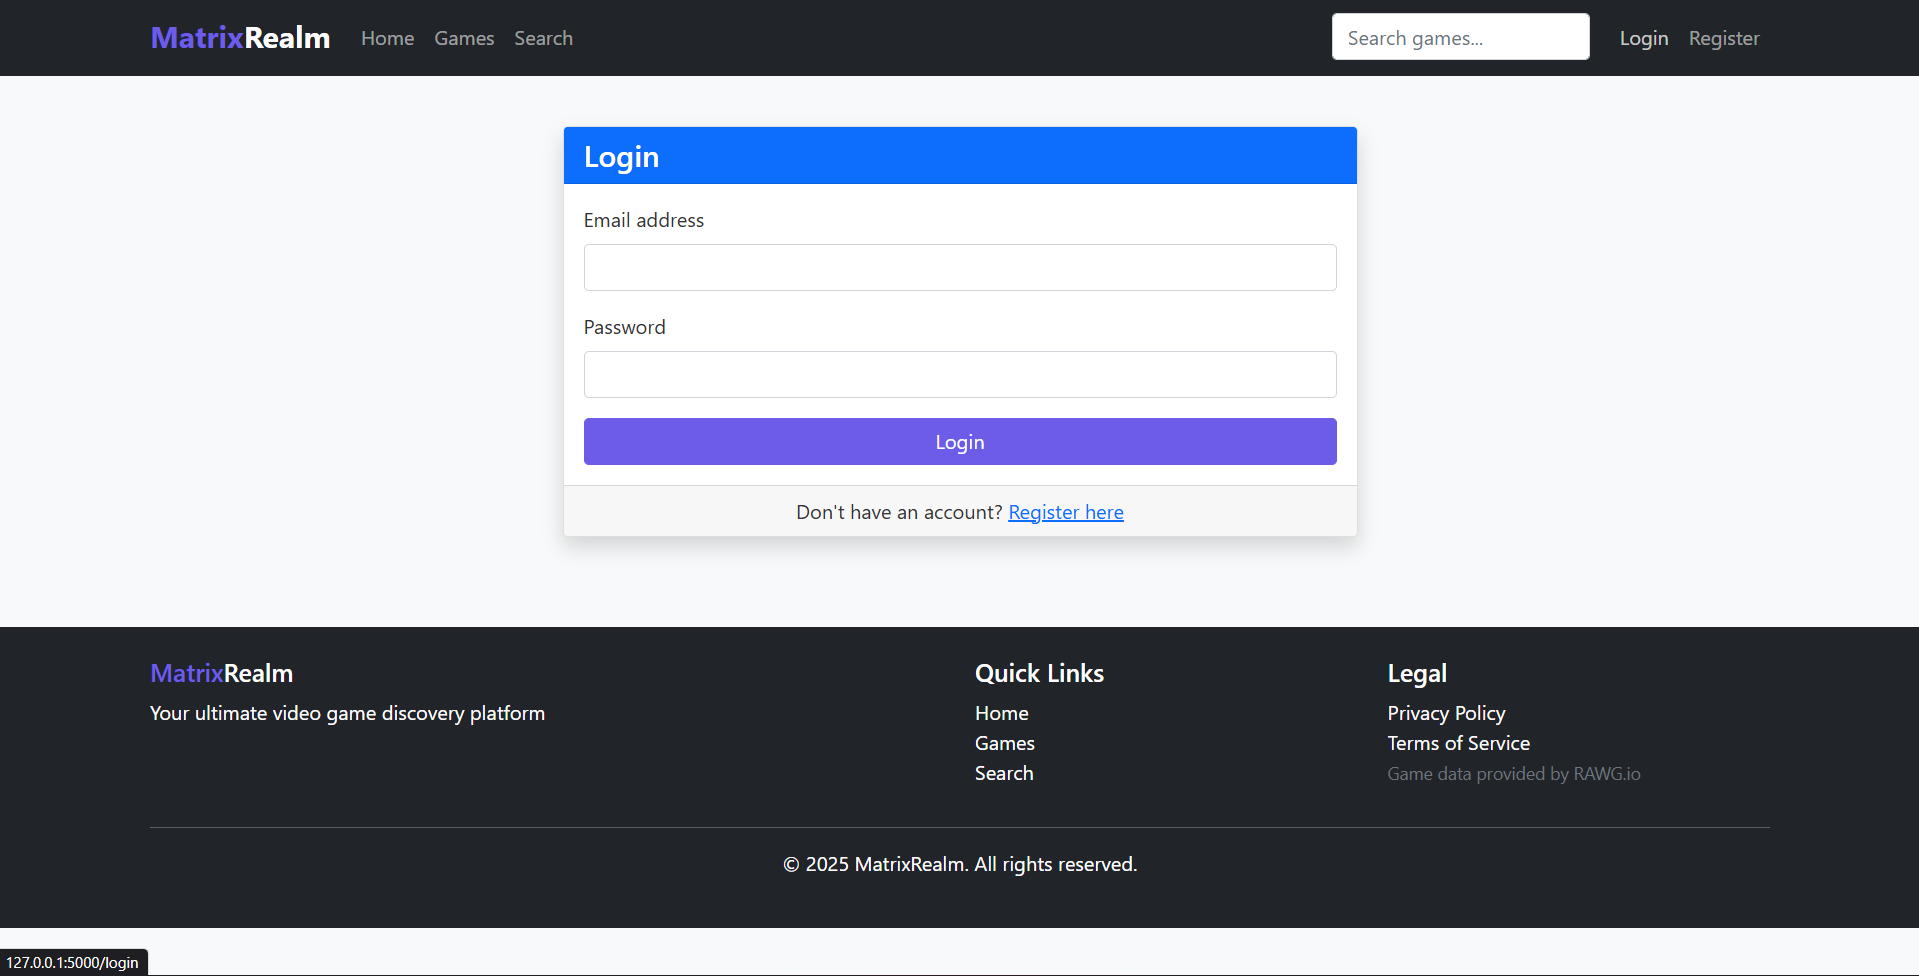 MatrixRealm Home Games Search Search games... Login Register
Login
Email address
Password
Login
Don't have an account? Register here
MatrixRealm
Your ultimate video game discovery platform
Quick Links
Home
Games
Search
Legal
Privacy Policy
Terms of Service
Game data provided by RAWG.io
© 2025 MatrixRealm. All rights reserved.
127.0.0.1:5000/login